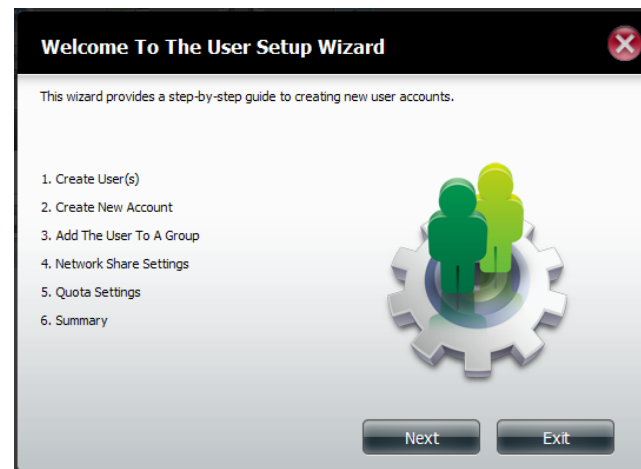 Welcome To The User Setup Wizard
This wizard provides a step-by-step guide to creating new user accounts.
1. Create User(s)
2. Create New Account
3. Add The User To A Group
4. Network Share Settings
5. Quota Settings
6. Summary
Next
Exit